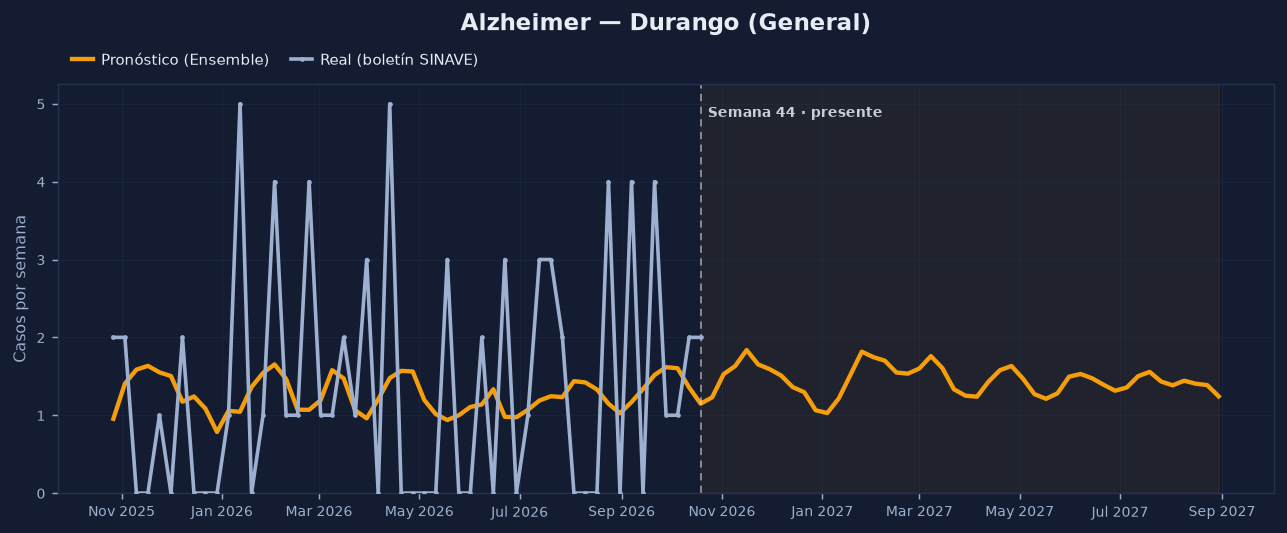 Alzheimer — Durango (General)
Pronóstico (Ensemble)
Real (boletín SINAVE)
Semana 44 · presente
Casos por semana
5
4
3
2
1
0
Nov 2025
Jan 2026
Mar 2026
May 2026
Jul 2026
Sep 2026
Nov 2026
Jan 2027
Mar 2027
May 2027
Jul 2027
Sep 2027